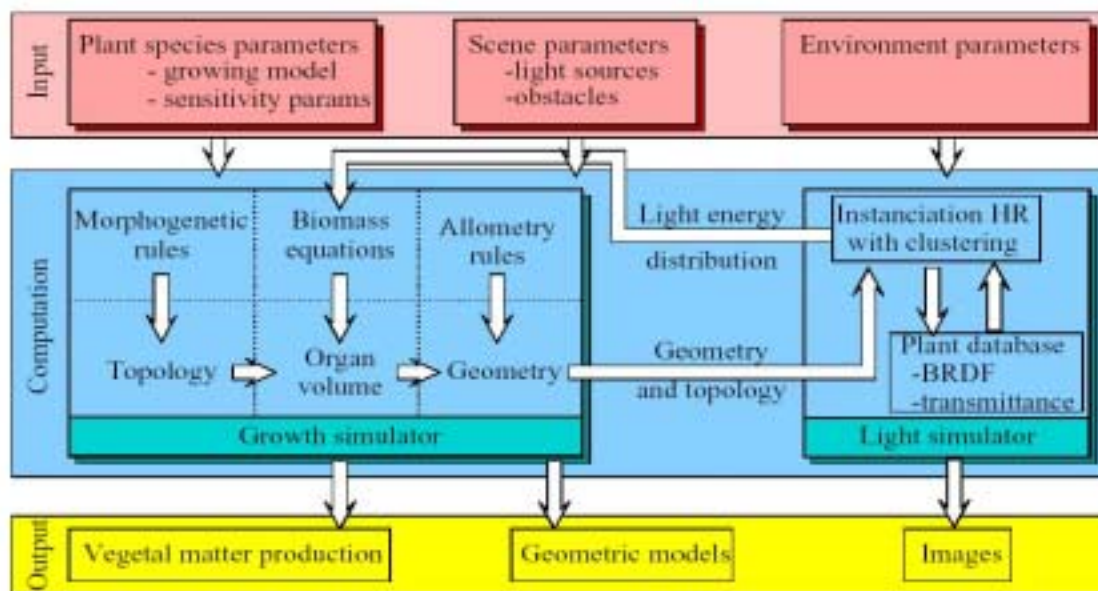 Input
Plant species parameters
- growing model
- sensitivity params
Scene parameters
-light sources
-obstacles
Environment parameters
Computation
Morphogenetic
rules
Biomass
equations
Allometry
rules
Light energy
distribution
Instanciation HR
with clustering
Topology
Organ
volume
Geometry
Geometry
and topology
Plant database
-BRDF
-transmittance
Growth simulator
Light simulator
Output
Vegetal matter production
Geometric models
Images